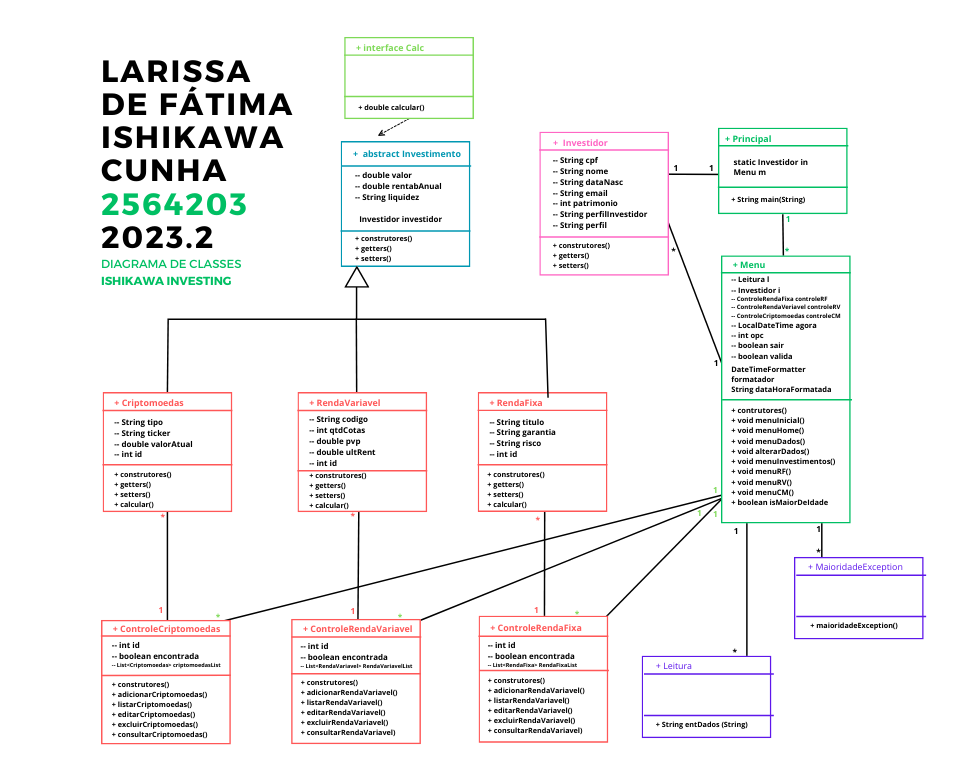 LARISSA
DE FÁTIMA
ISHIKAWA
CUNHA
2564203
2023.2
DIAGRAMA DE CLASSES
ISHIKAWA INVESTING
+ interface Calc
+ double calcular()
+ abstract Investimento
-- double valor
-- double rentabAnual
-- String liquidez
Investidor investidor
+ construtores()
+ getters()
+ setters()
+ Investidor
-- String cpf
-- String nome
-- String dataNasc
-- String email
-- int patrimonio
-- String perfilInvestidor
-- String perfil
+ construtores()
+ getters()
+ setters()
1
1
+ Principal
static Investidor in
Menu m
+ String main(String)
1
*
*
1
+ Menu
-- Leitura l
-- Investidor i
-- ControleRendaFixa controleRF
-- ControleRendaVeriavel controleRV
-- ControleCriptomoedas controleCM
-- LocalDateTime agora
-- int opc
-- boolean sair
-- boolean valida
DateTimeFormatter
formatador
String dataHoraFormatada
+ contrutores()
+ void menuInicial()
+ void menuHome()
+ void menuDados()
+ void alterarDados()
+ void menuInvestimentos()
+ void menuRF()
+ void menuRV()
+ void menuCM()
+ boolean isMaiorDeIdade
+ Criptomoedas
-- String tipo
-- String ticker
-- double valorAtual
-- int id
+ construtores()
+ getters()
+ setters()
+ calcular()
+ RendaVariavel
-- String codigo
-- int qtdCotas
-- double pvp
-- double ultRent
-- int id
+ construtores()
+ getters()
+ setters()
+ calcular()
+ RendaFixa
-- String titulo
-- String garantia
-- String risco
-- int id
+ construtores()
+ getters()
+ setters()
+ calcular()
*
*
*
1
1
1
1
1
1
*
*
*
1
*
1
*
+ ControleCriptomoedas
-- int id
-- boolean encontrada
-- List<Criptomoedas> criptomoedasList
+ construtores()
+ adicionarCriptomoedas()
+ listarCriptomoedas()
+ editarCriptomoedas()
+ excluirCriptomoedas()
+ consultarCriptomoedas()
+ ControleRendaVariavel
-- int id
-- boolean encontrada
-- List<RendaVariavel> RendaVariavelList
+ construtores()
+ adicionarRendaVariavel()
+ listarRendaVariavel()
+ editarRendaVariavel()
+ excluirRendaVariavel()
+ consultarRendaVariavel)
+ ControleRendaFixa
-- int id
-- boolean encontrada
-- List<RendaFixa> RendaFixaList
+ construtores()
+ adicionarRendaVariavel()
+ listarRendaVariavel()
+ editarRendaVariavel()
+ excluirRendaVariavel()
+ consultarRendaVariavel)
+ Leitura
+ String entDados (String)
+ MaioridadeException
+ maioridadeException()